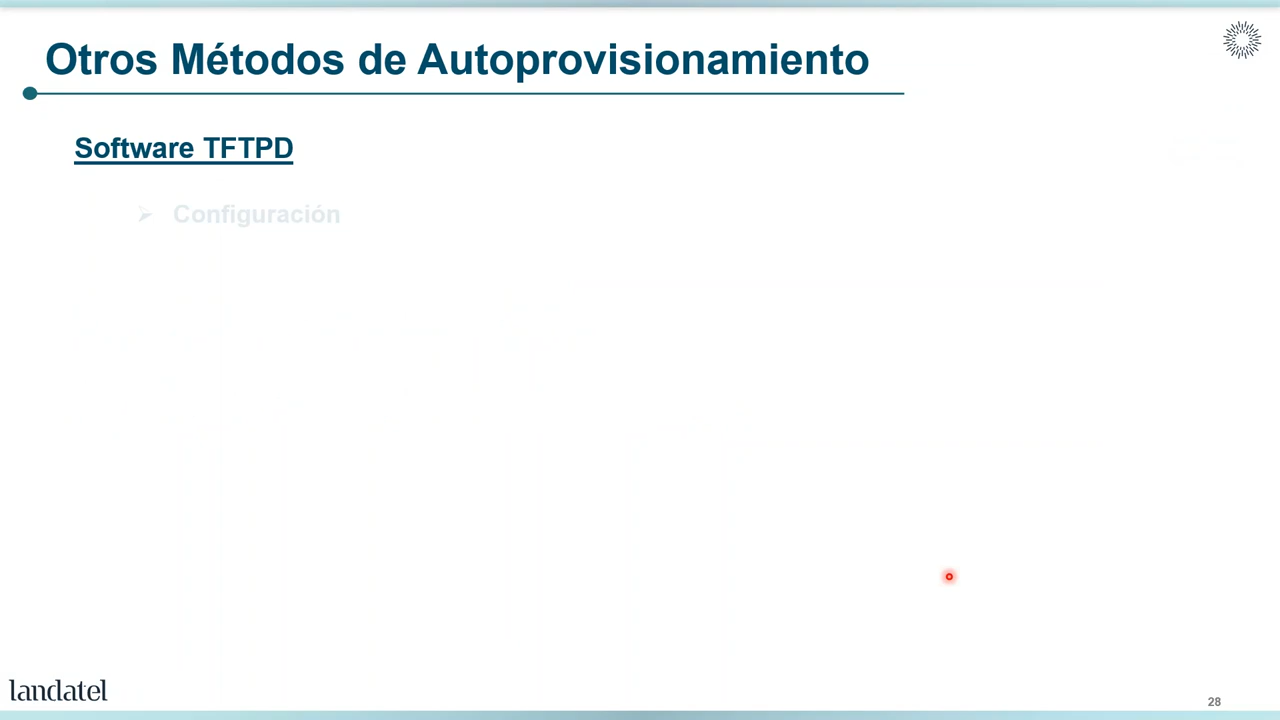 Otros Métodos de Autoprovisionamiento
Software TFTPD
➢ Configuración
landatel
28